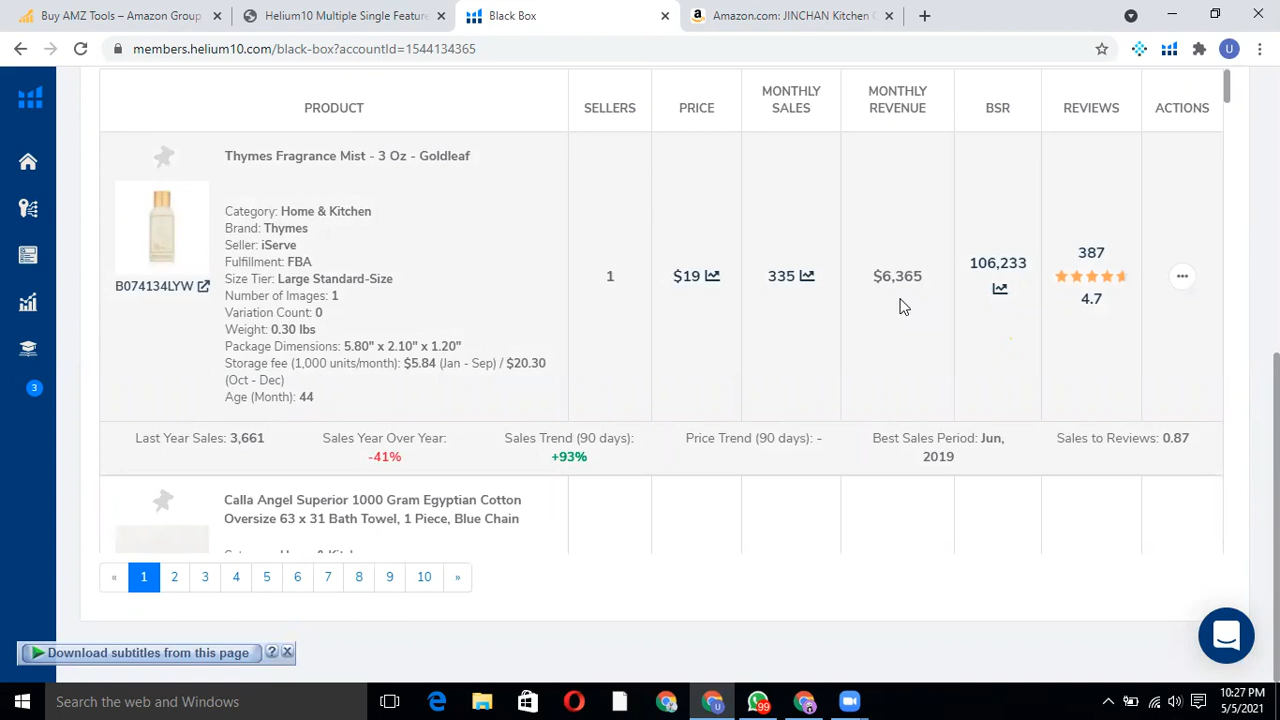 Buy AMZ Tools – Amazon Group
Helium10 Multiple Single Feature
Black Box
Amazon.com: JINCHAN Kitchen C
members.helium10.com/black-box?accountId=1544134365
U
PRODUCT
SELLERS
PRICE
MONTHLY SALES
MONTHLY REVENUE
BSR
REVIEWS
ACTIONS
Thymes Fragrance Mist - 3 Oz - Goldleaf
Category: Home & Kitchen
Brand: Thymes
Seller: iServe
Fulfillment: FBA
Size Tier: Large Standard-Size
Number of Images: 1
Variation Count: 0
Weight: 0.30 lbs
Package Dimensions: 5.80" x 2.10" x 1.20"
Storage fee (1,000 units/month): $5.84 (Jan - Sep) / $20.30
(Oct - Dec)
Age (Month): 44
B074134LYW
1
$19
335
$6,365
106,233
387
4.7
Last Year Sales: 3,661
Sales Year Over Year:
-41%
Sales Trend (90 days):
+93%
Price Trend (90 days): -
Best Sales Period: Jun,
2019
Sales to Reviews: 0.87
Calla Angel Superior 1000 Gram Egyptian Cotton
Oversize 63 x 31 Bath Towel, 1 Piece, Blue Chain
3
« 1 2 3 4 5 6 7 8 9 10 »
Download subtitles from this page
Search the web and Windows
99
10:27 PM
5/5/2021